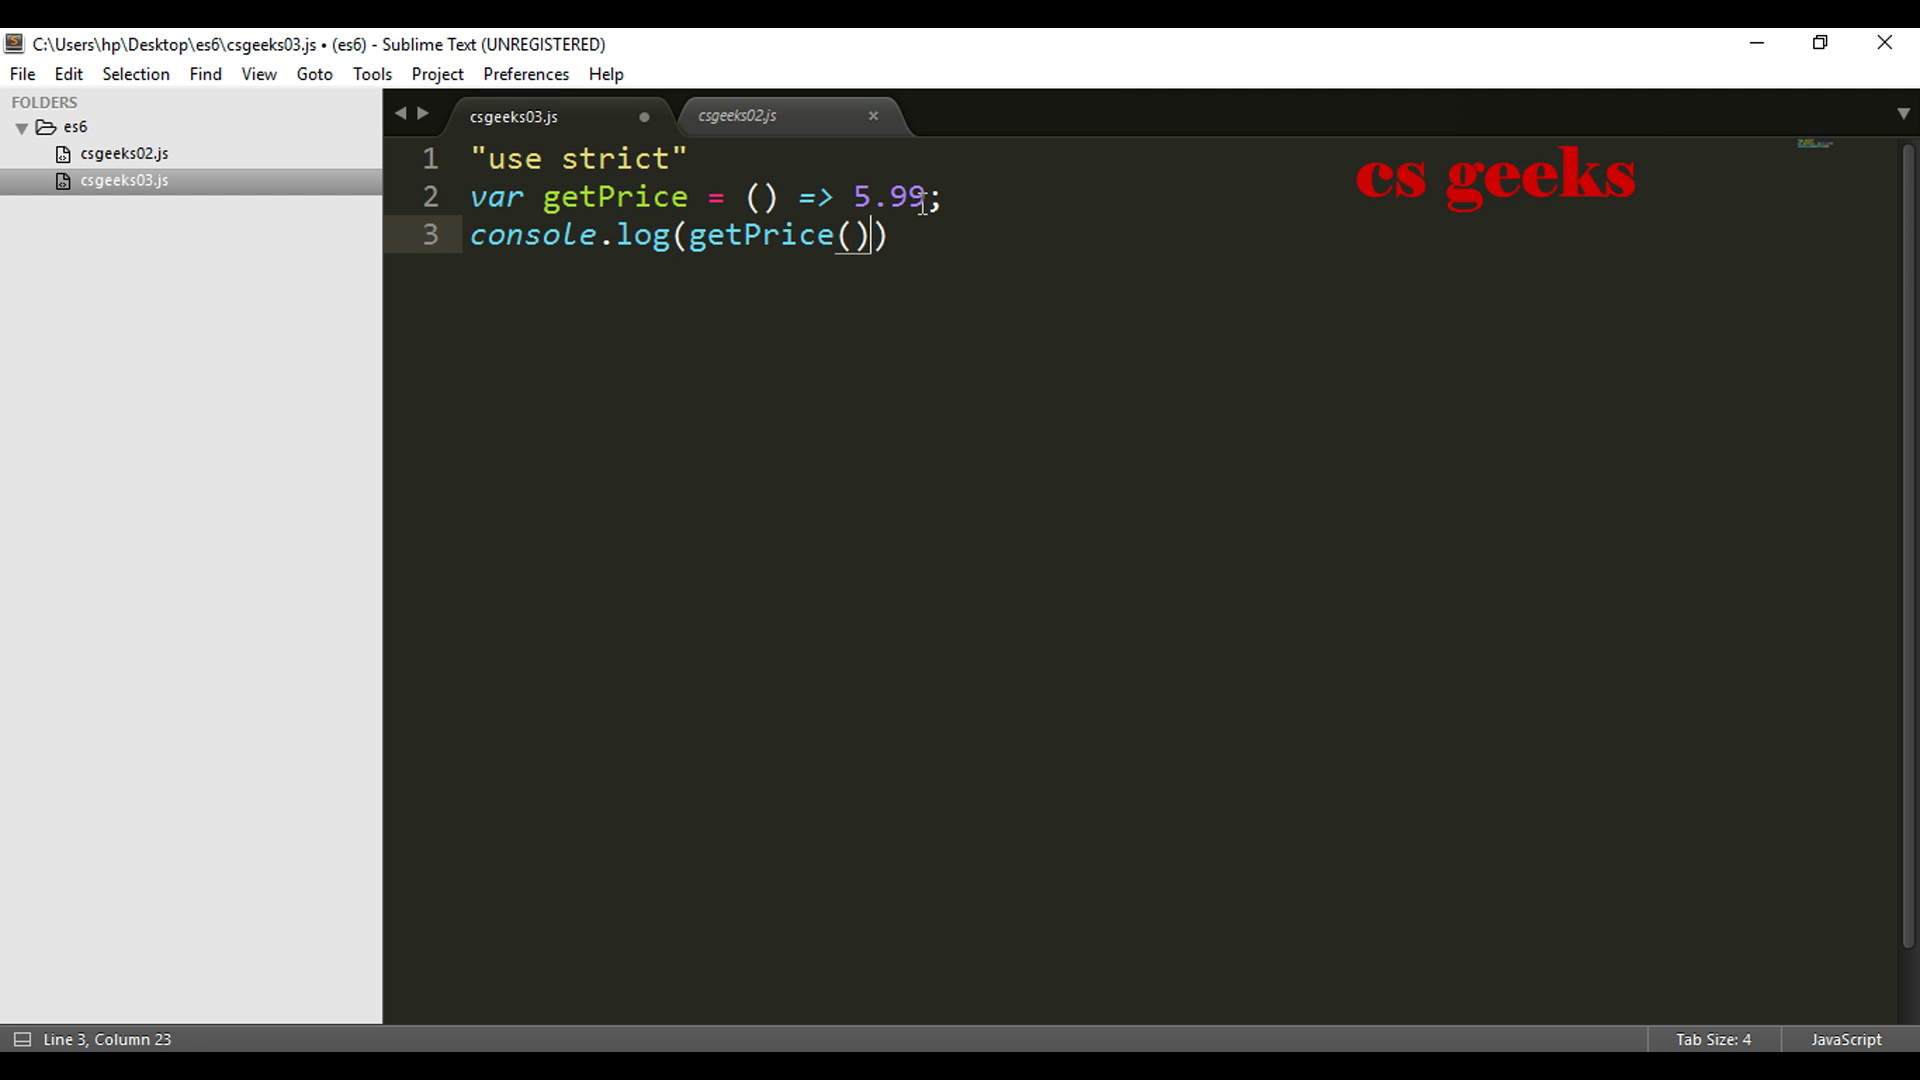 C:\Users\hp\Desktop\es6\csgeeks03.js • (es6) - Sublime Text (UNREGISTERED)
File Edit Selection Find View Goto Tools Project Preferences Help
FOLDERS
es6
csgeeks02.js
csgeeks03.js
csgeeks03.js csgeeks02.js
1 "use strict"
2 var getPrice = () => 5.99;
3 console.log(getPrice())
cs geeks
Line 3, Column 23 Tab Size: 4 JavaScript